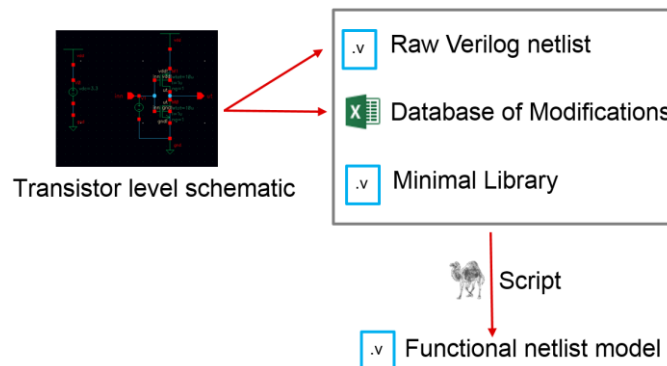 .v Raw Verilog netlist
Database of Modifications
.v Minimal Library
Transistor level schematic
Script
.v Functional netlist model